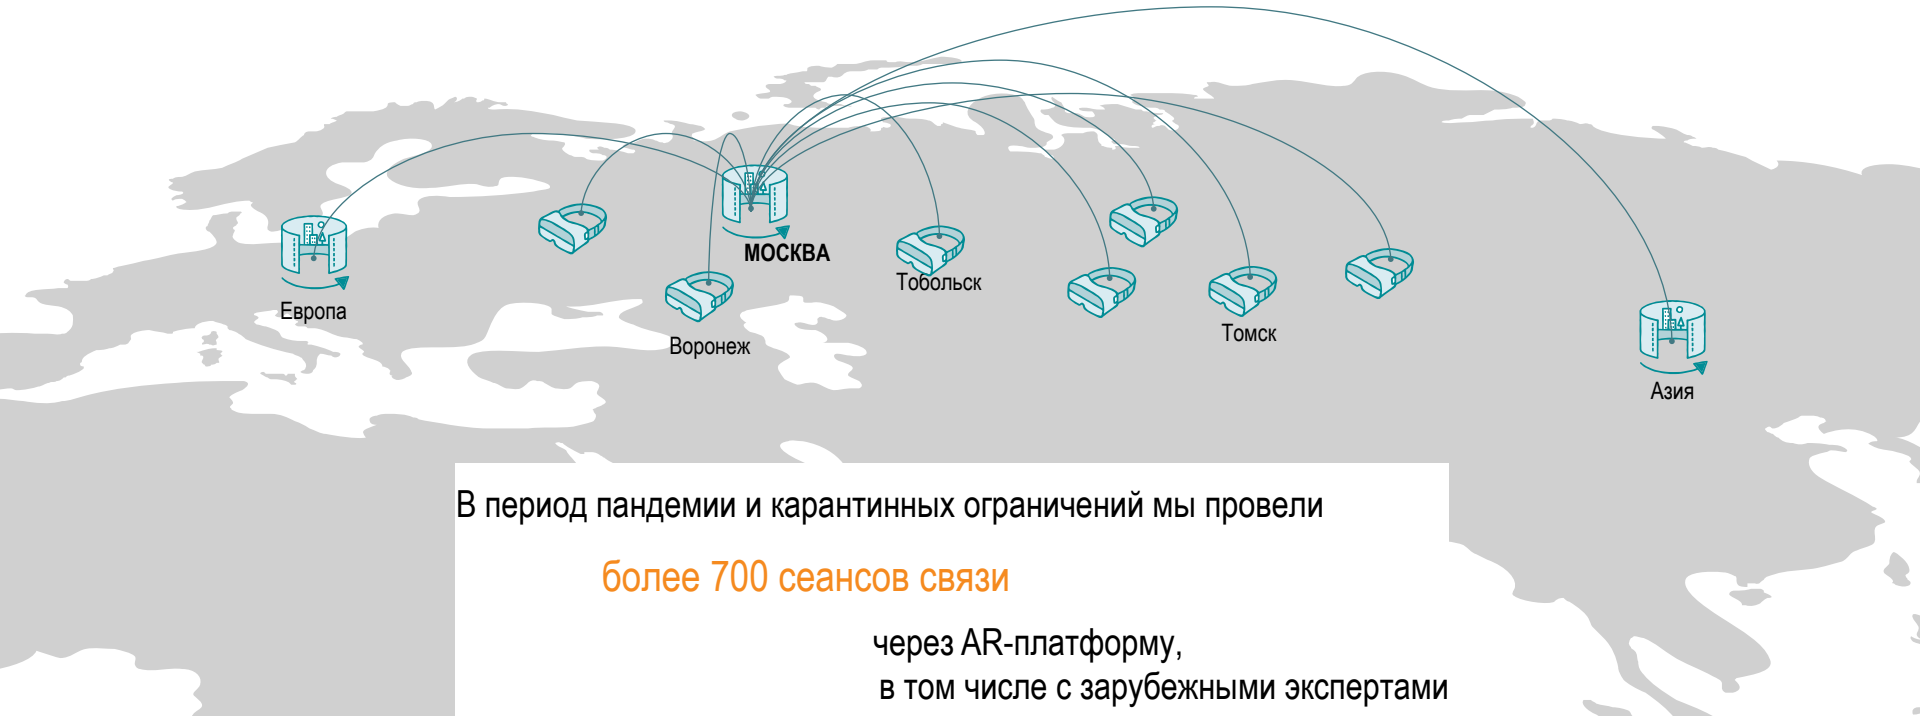 МОСКВА
Тобольск
Европа
Томск
Воронеж
Азия
В период пандемии и карантинных ограничений мы провели
более 700 сеансов связи
через AR-платформу,
в том числе с зарубежными экспертами